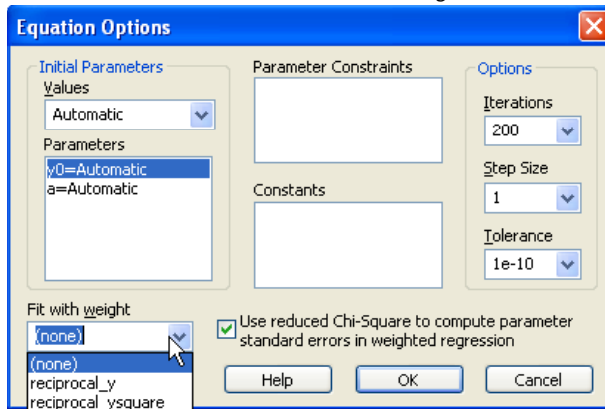 Equation Options
Initial Parameters
Values
Automatic
Parameters
y0=Automatic
a=Automatic
Parameter Constraints
Constants
Options
Iterations
200
Step Size
1
Tolerance
1e-10
Fit with weight
(none)
(none)
reciprocal_y
reciprocal_ysquare
Use reduced Chi-Square to compute parameter
standard errors in weighted regression
Help
OK
Cancel